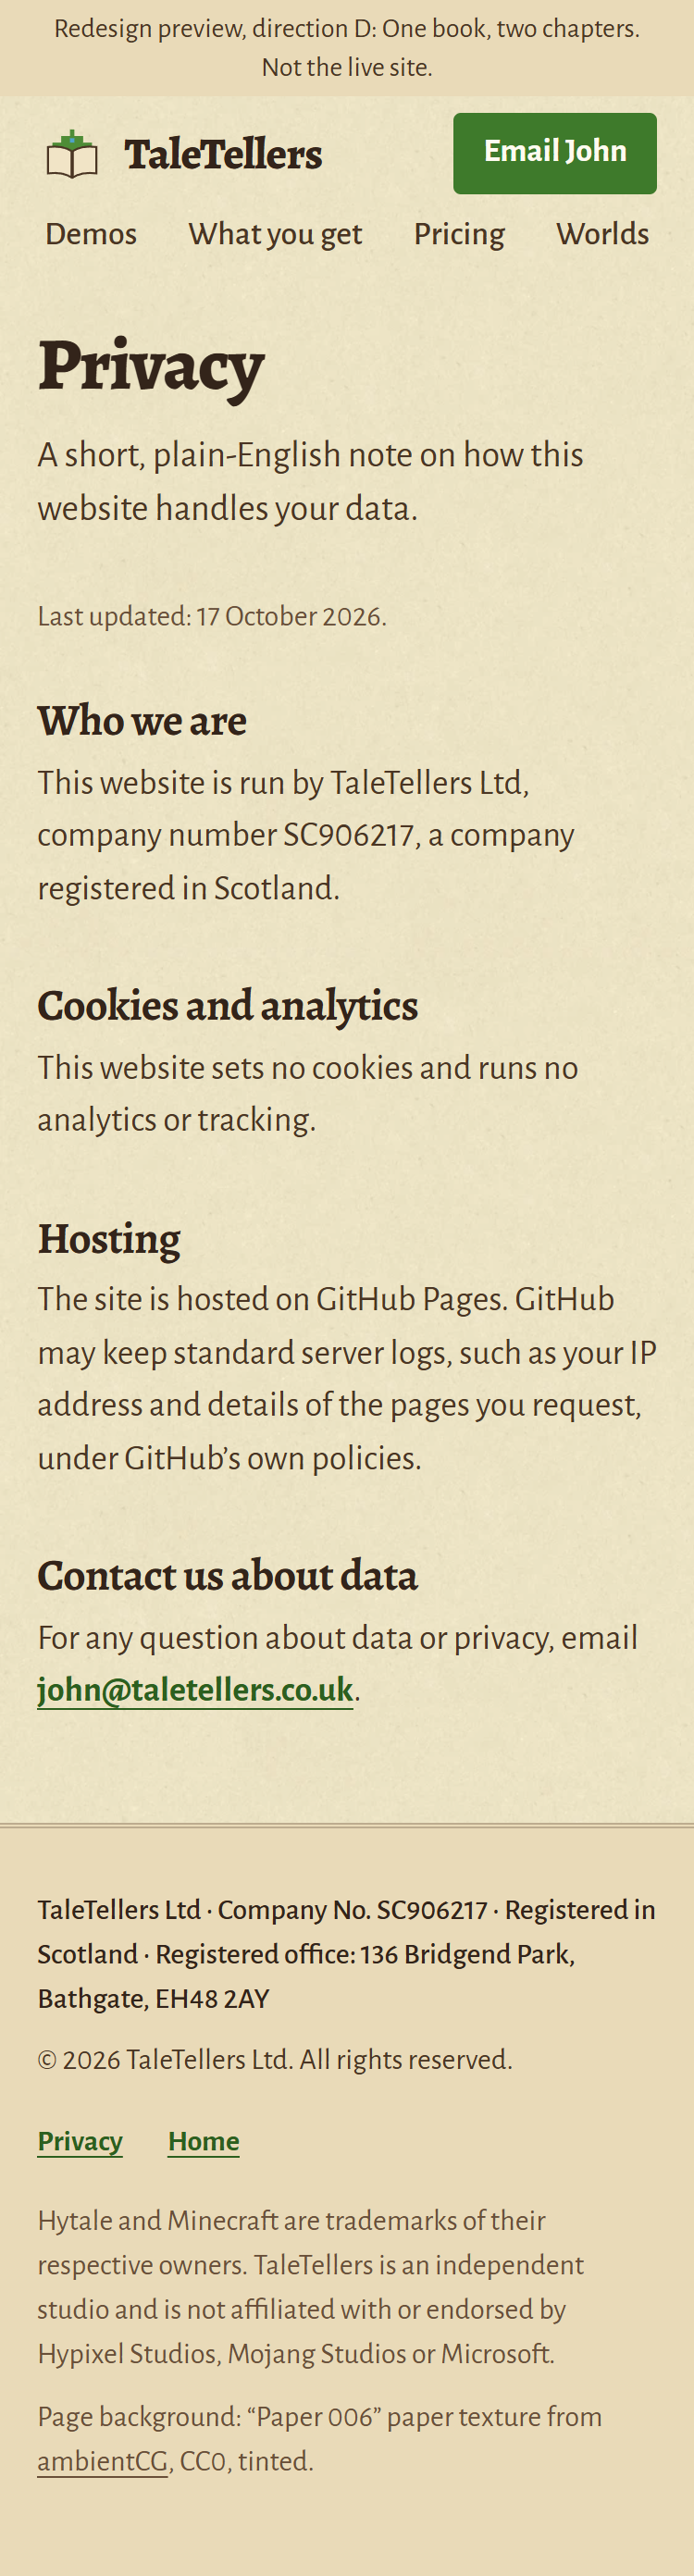 Redesign preview, direction D: One book, two chapters.
Not the live site.
TaleTellers
Email John
Demos What you get Pricing Worlds
Privacy
A short, plain-English note on how this
website handles your data.
Last updated: 17 October 2026.
Who we are
This website is run by TaleTellers Ltd,
company number SC906217, a company
registered in Scotland.
Cookies and analytics
This website sets no cookies and runs no
analytics or tracking.
Hosting
The site is hosted on GitHub Pages. GitHub
may keep standard server logs, such as your IP
address and details of the pages you request,
under GitHub’s own policies.
Contact us about data
For any question about data or privacy, email
john@taletellers.co.uk.
TaleTellers Ltd · Company No. SC906217 · Registered in
Scotland · Registered office: 136 Bridgend Park,
Bathgate, EH48 2AY
© 2026 TaleTellers Ltd. All rights reserved.
Privacy Home
Hytale and Minecraft are trademarks of their
respective owners. TaleTellers is an independent
studio and is not affiliated with or endorsed by
Hypixel Studios, Mojang Studios or Microsoft.
Page background: “Paper 006” paper texture from
ambientCG, CC0, tinted.